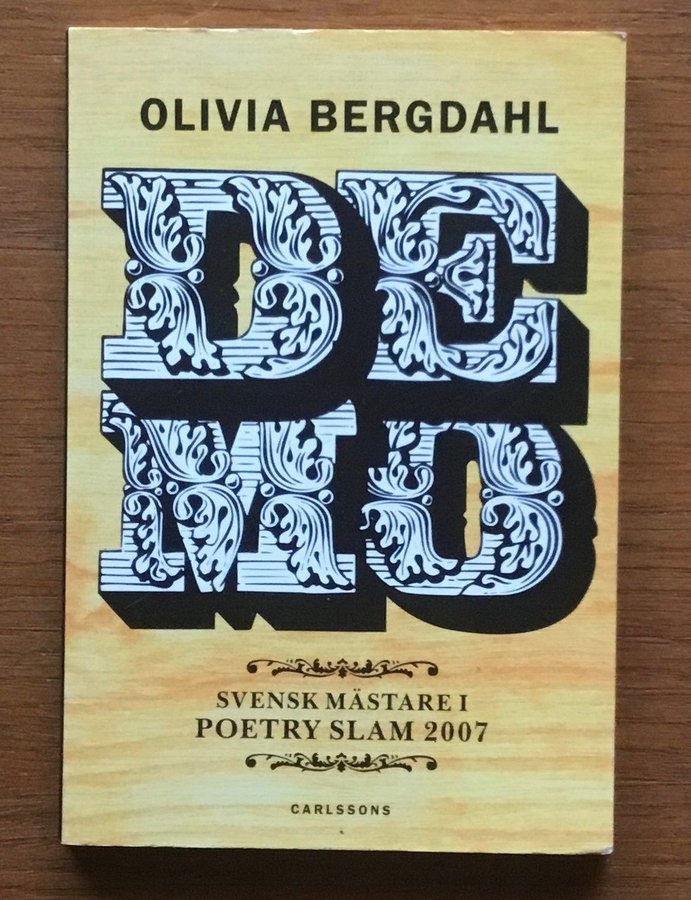 OLIVIA BERGDAHL
DE
MO
SVENSK MÄSTARE I
POETRY SLAM 2007
CARLSSONS